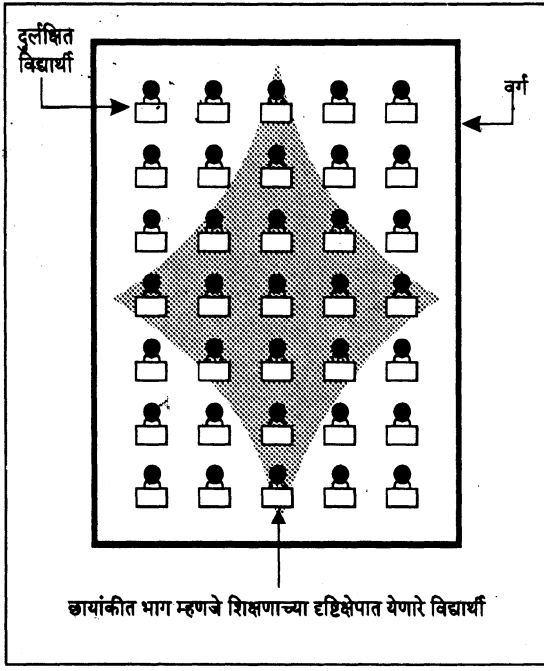 दुर्लक्षित
विद्यार्थी
वर्ग
छायांकीत भाग म्हणजे शिक्षणाच्या दृष्टिक्षेपात येणारे विद्यार्थी